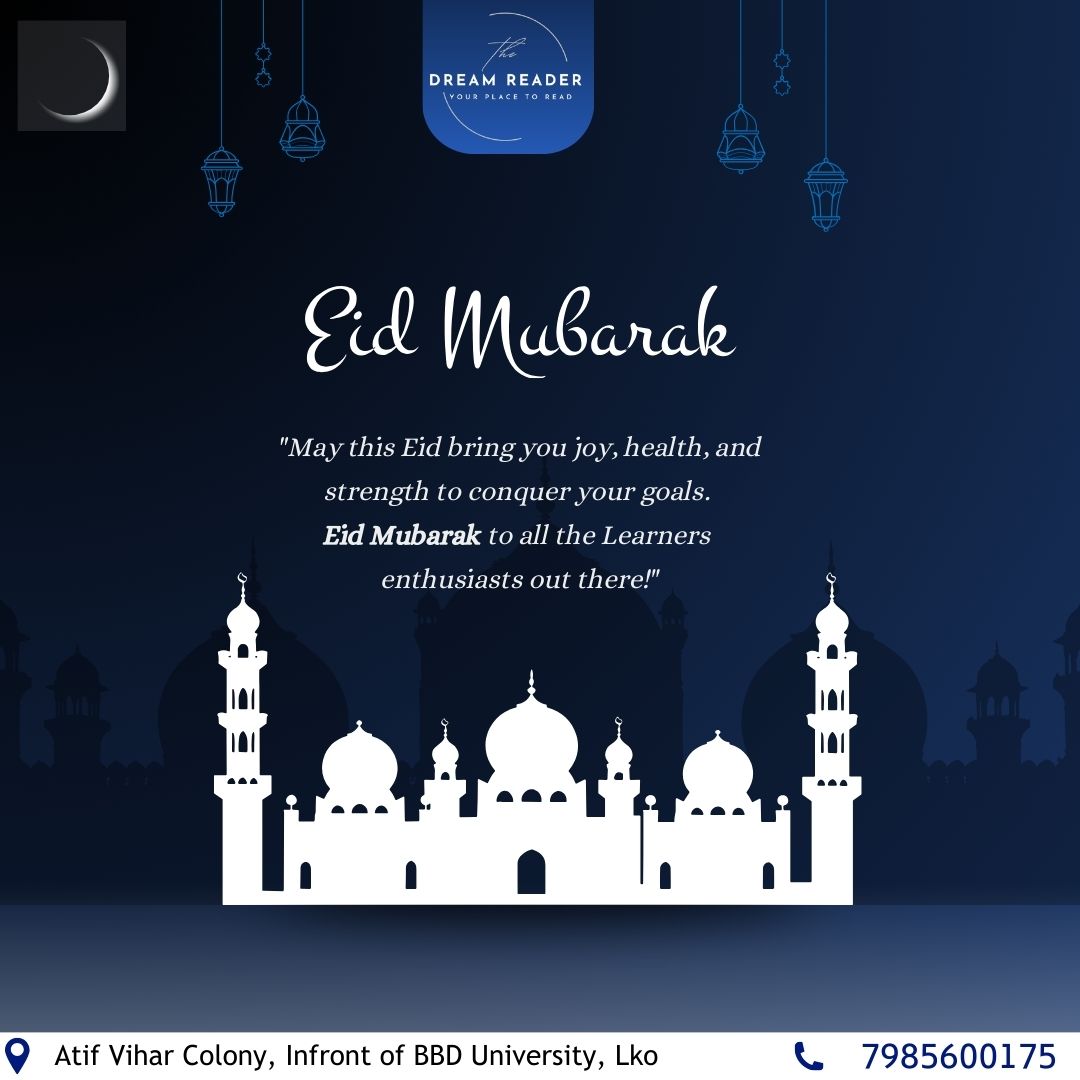 the
DREAM READER
YOUR PLACE TO READ
Eid Mubarak
"May this Eid bring you joy, health, and
strength to conquer your goals.
Eid Mubarak to all the Learners
enthusiasts out there!"
Atif Vihar Colony, Infront of BBD University, Lko
7985600175